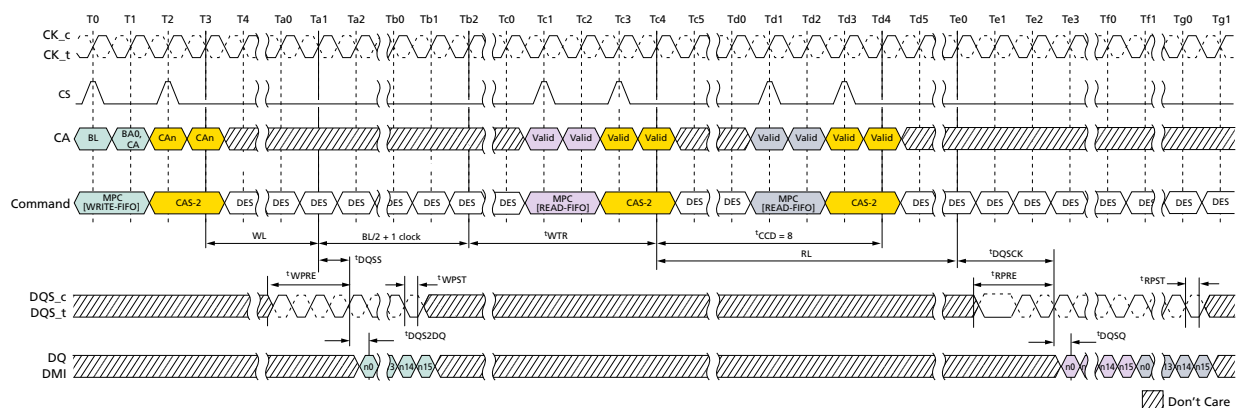 T0 T1 T2 T3 T4 Ta0 Ta1 Ta2 Tb0 Tb1 Tb2 Tc0 Tc1 Tc2 Tc3 Tc4 Tc5 Td0 Td1 Td2 Td3 Td4 Td5 Te0 Te1 Te2 Te3 Tf0 Tf1 Tg0 Tg1
CK_c
CK_t
CS
CA BL BA0, CA CAn CAn Valid Valid Valid Valid Valid Valid Valid Valid
Command MPC [WRITE-FIFO] CAS-2 DES DES DES DES DES DES DES DES MPC [READ-FIFO] CAS-2 DES DES MPC [READ-FIFO] CAS-2 DES DES DES DES DES DES DES DES DES
WL BL/2 + 1 clock tWTR tCCD = 8
tDQSS RL tDQSCK
tWPRE tWPST tRPRE tRPST
DQS_c
DQS_t
tDQS2DQ tDQSQ
DQ
DMI
n0 n14 n15 n0 n14 n15 n0 13 n14 n15
Don't Care